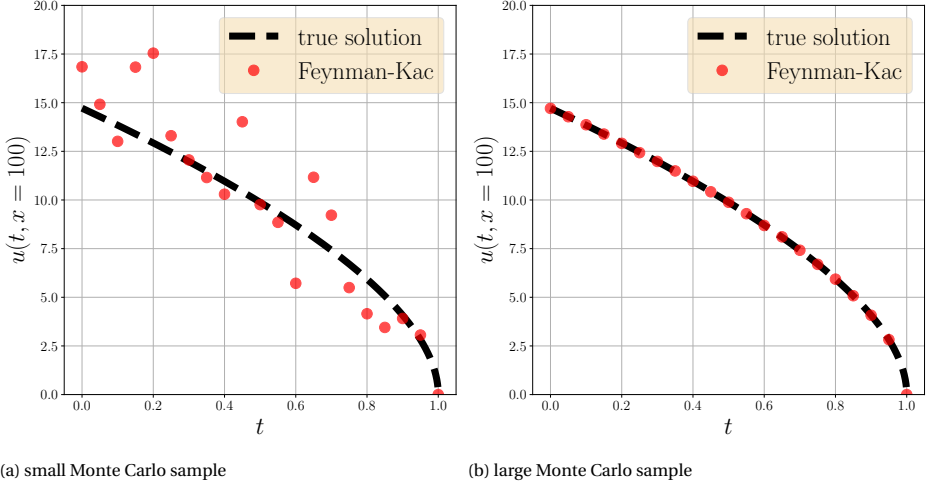 20.0
17.5
15.0
12.5
10.0
7.5
5.0
2.5
0.0
0.0 0.2 0.4 0.6 0.8 1.0
t
u(t, x = 100)
true solution
Feynman-Kac
(a) small Monte Carlo sample
20.0
17.5
15.0
12.5
10.0
7.5
5.0
2.5
0.0
0.0 0.2 0.4 0.6 0.8 1.0
t
u(t, x = 100)
true solution
Feynman-Kac
(b) large Monte Carlo sample